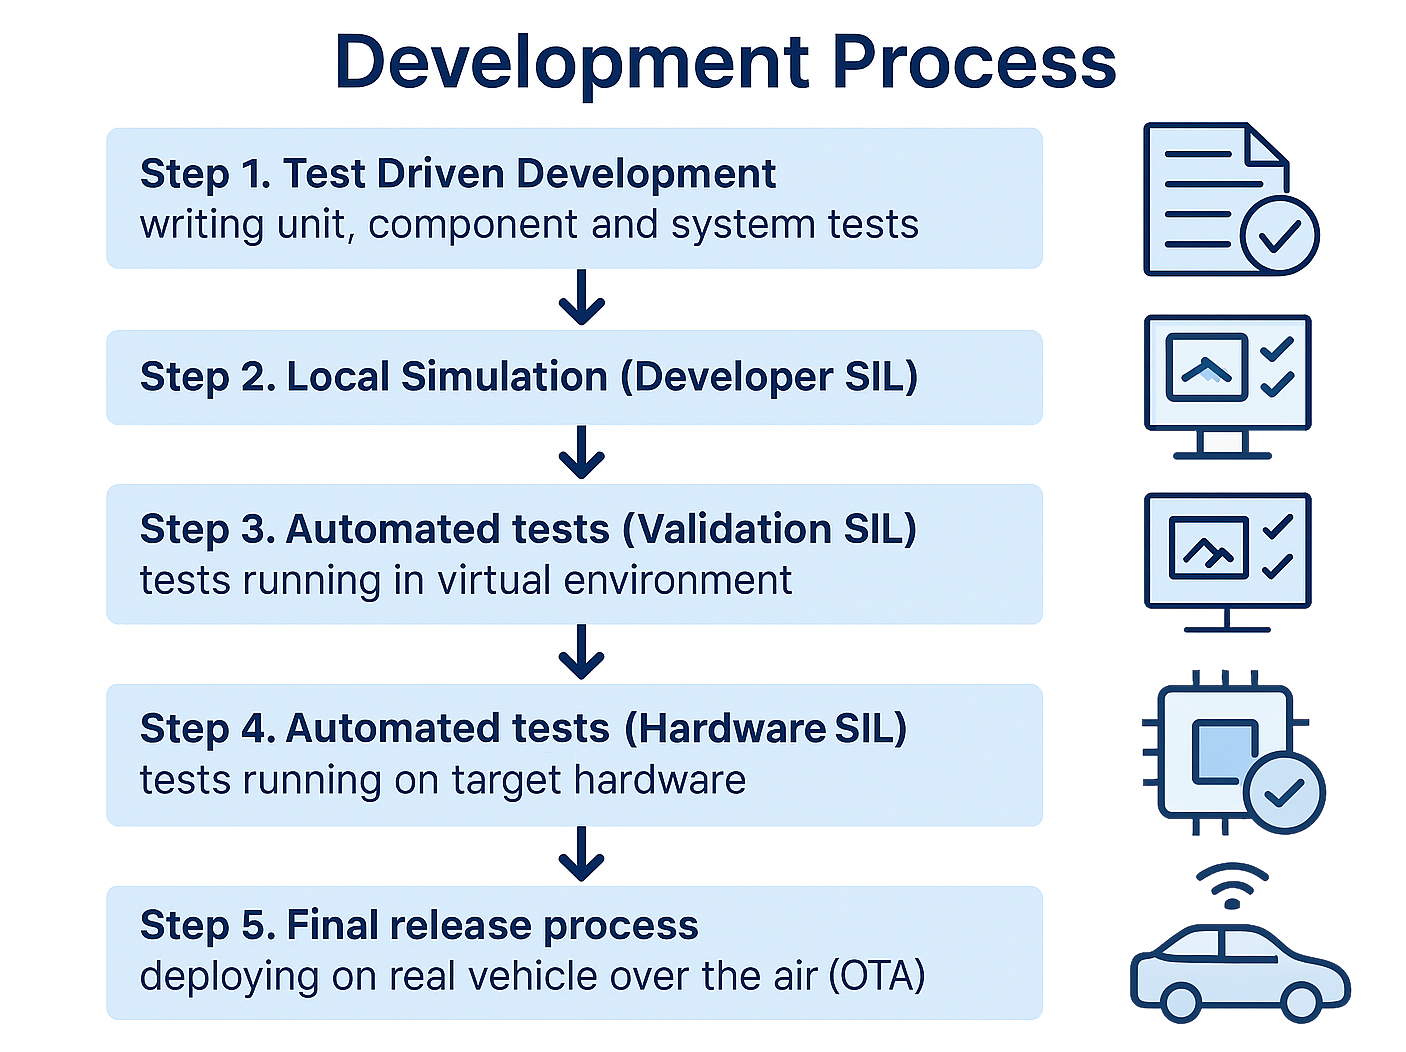 Development Process
Step 1. Test Driven Development
writing unit, component and system tests
Step 2. Local Simulation (Developer SIL)
Step 3. Automated tests (Validation SIL)
tests running in virtual environment
Step 4. Automated tests (Hardware SIL)
tests running on target hardware
Step 5. Final release process
deploying on real vehicle over the air (OTA)